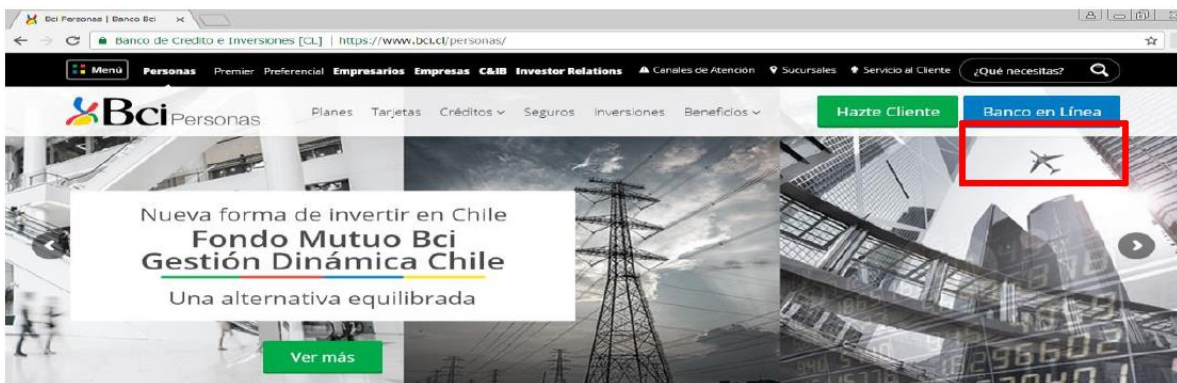 Bci Personas | Banco Bci
Banco de Credito e Inversiones [CL] | https://www.bci.cl/personas/
Menú Personas Premier Preferencial Empresarios Empresas C&IB Investor Relations Canales de Atención Sucursales Servicio al Cliente ¿Qué necesitas?
Bci Personas Planes Tarjetas Créditos Seguros Inversiones Beneficios Hazte Cliente Banco en Línea
Nueva forma de invertir en Chile
Fondo Mutuo Bci
Gestión Dinámica Chile
Una alternativa equilibrada
Ver más